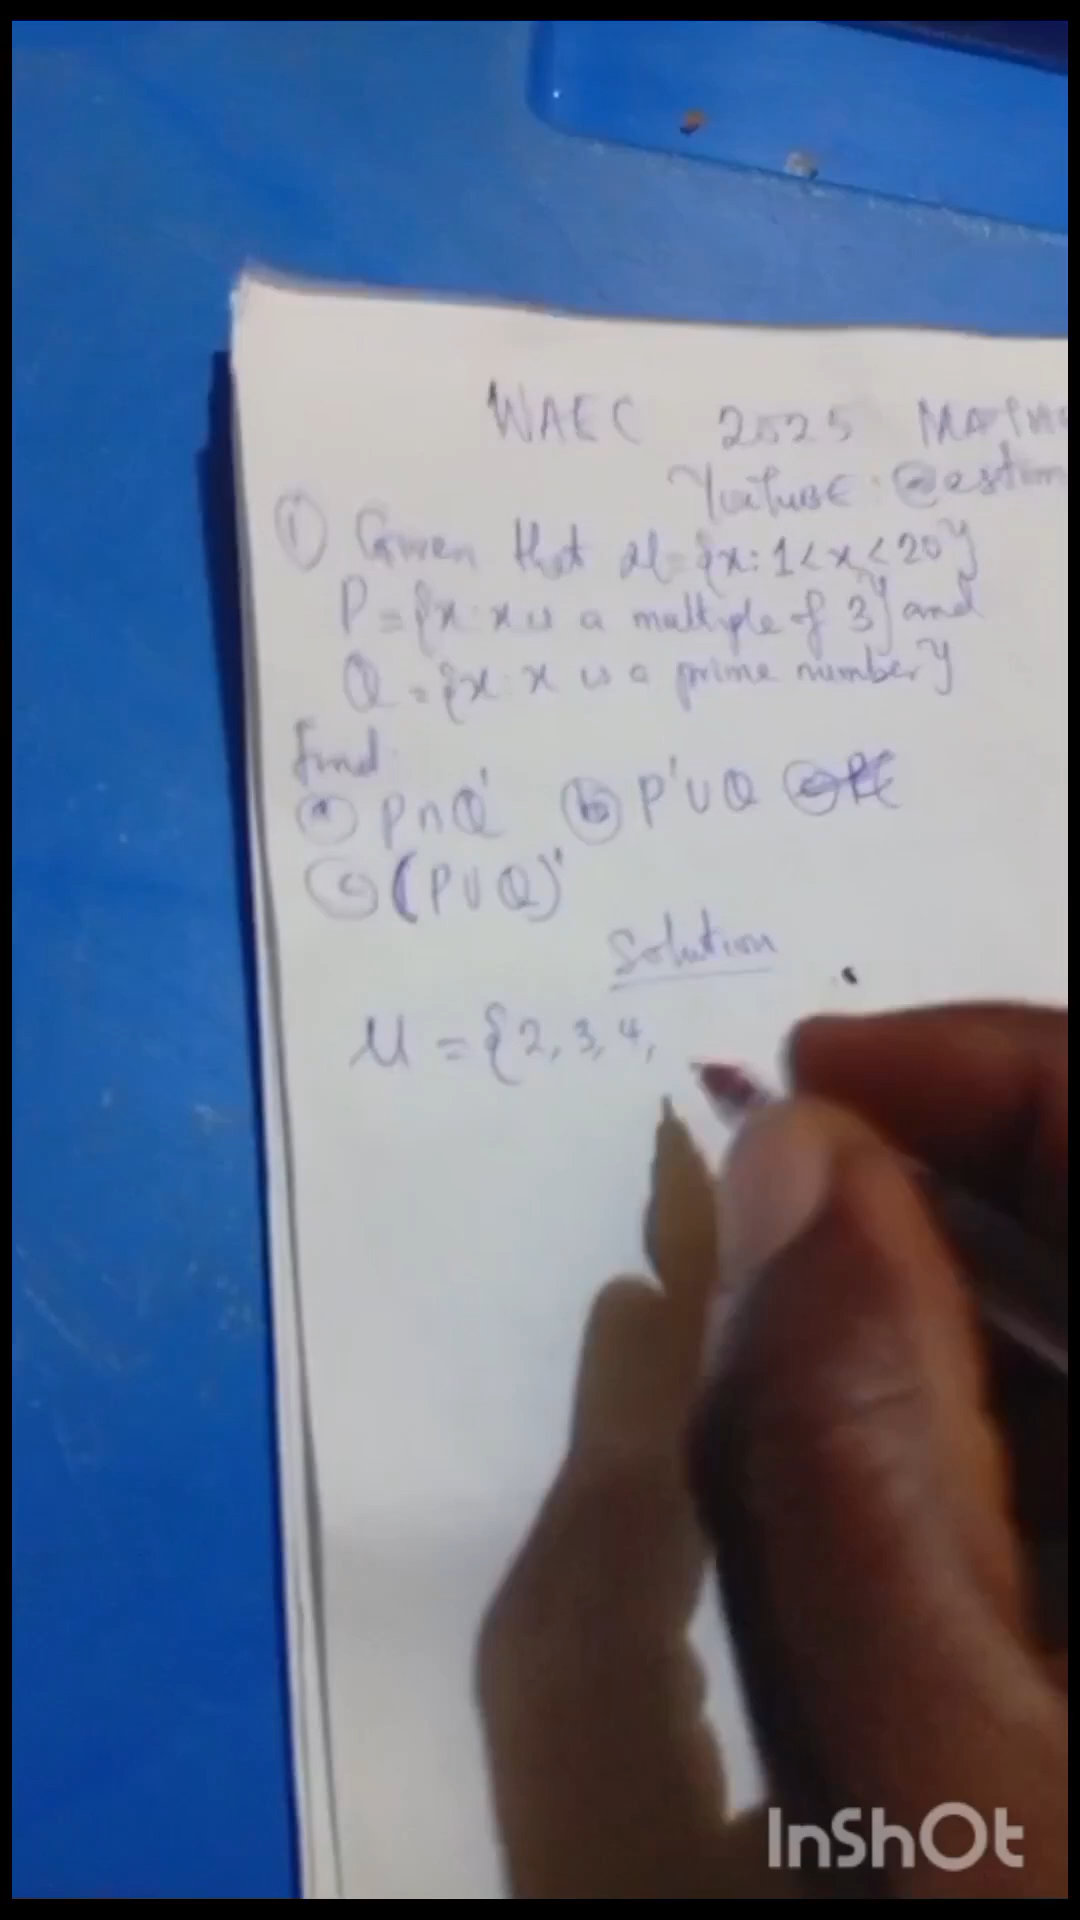 WAEC 2025
YouTuBE: @
① Given that U = {x: 1 < x < 20}
P = {x: x is a multiple of 3} and
Q = {x: x is a prime number}
Find
ⓐ P∩Q' ⓑ P'∪Q
ⓒ (P∪Q)'
Solution
U = {2, 3, 4,
InShOt